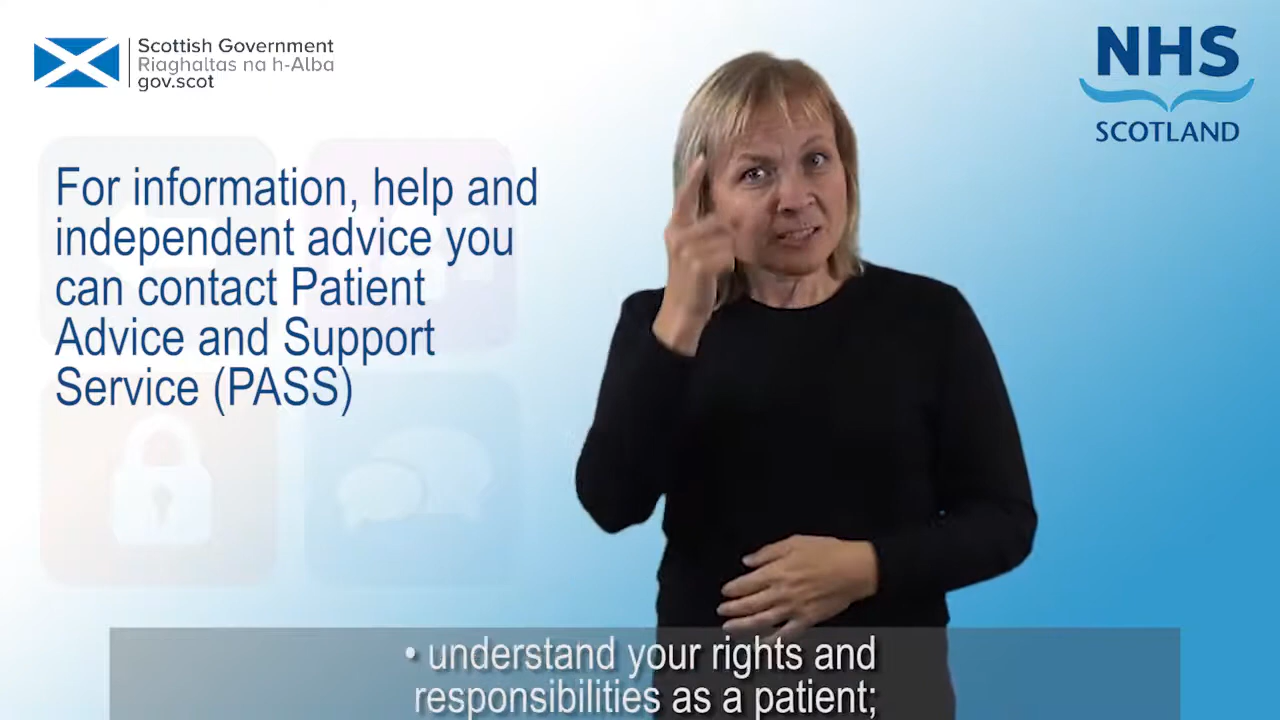 Scottish Government
Riaghaltas na h-Alba
gov.scot
NHS
SCOTLAND
For information, help and
independent advice you
can contact Patient
Advice and Support
Service (PASS)
• understand your rights and
responsibilities as a patient;